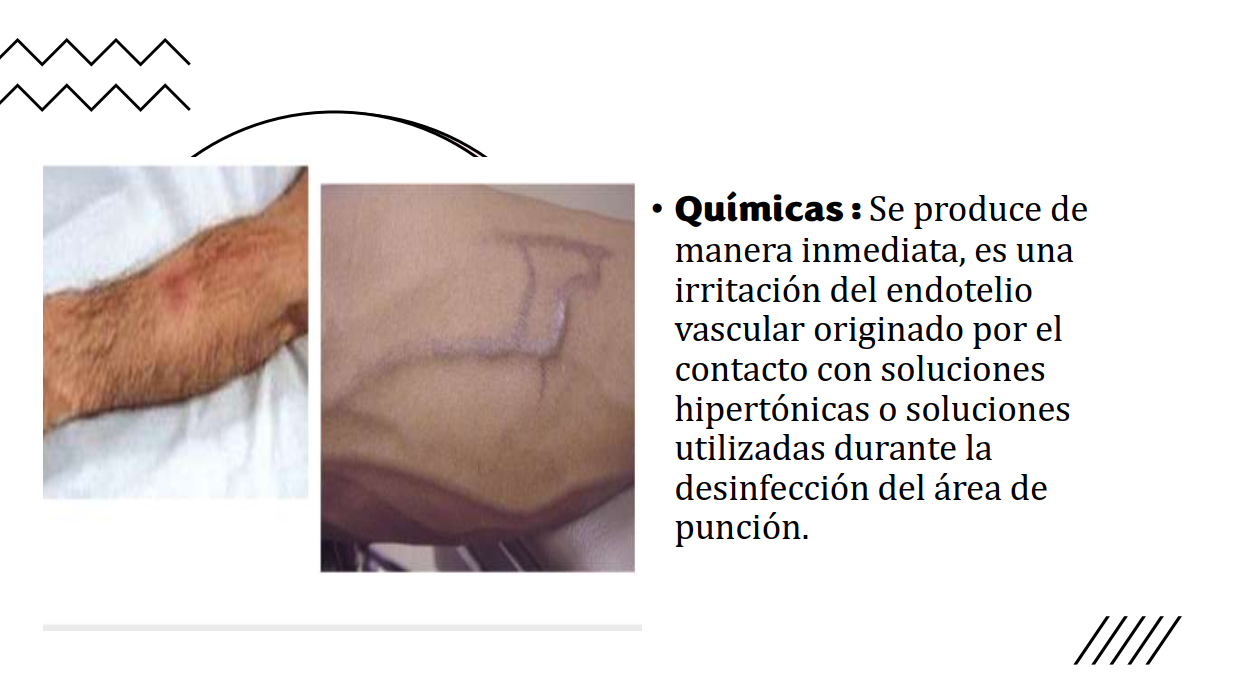 • Químicas : Se produce de
manera inmediata, es una
irritación del endotelio
vascular originado por el
contacto con soluciones
hipertónicas o soluciones
utilizadas durante la
desinfección del área de
punción.